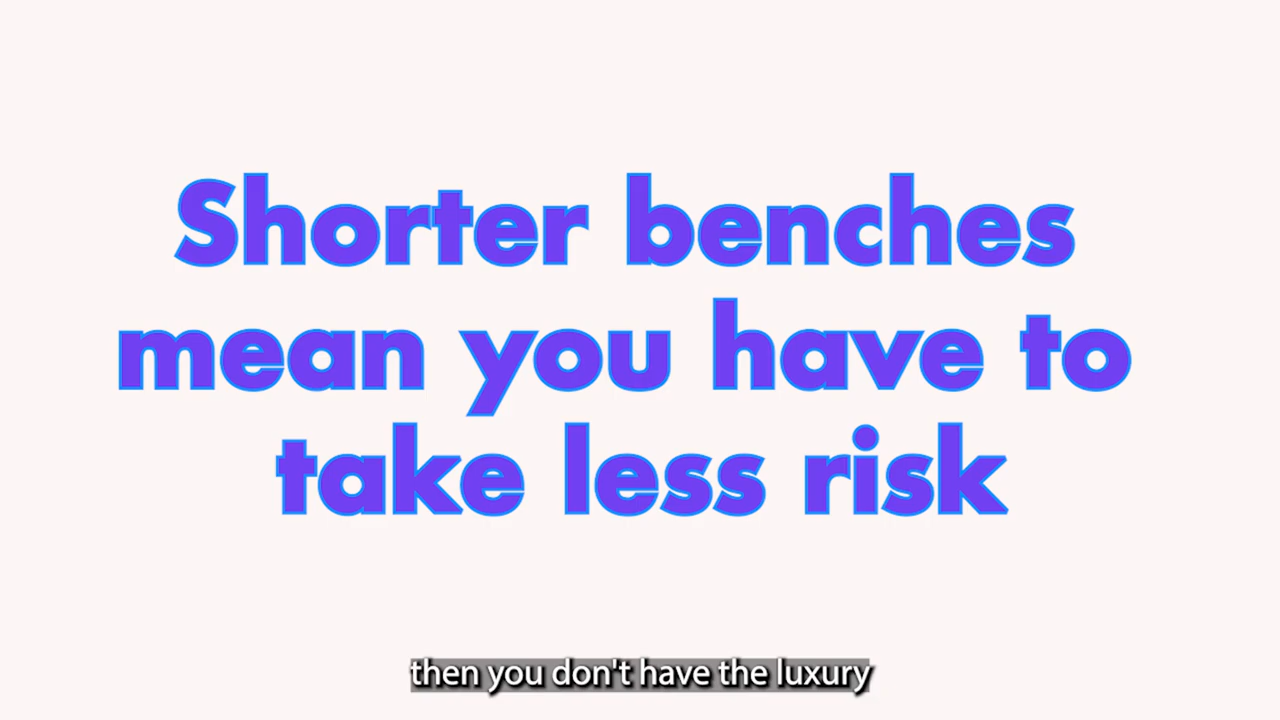 Shorter benches
mean you have to
take less risk
then you don't have the luxury